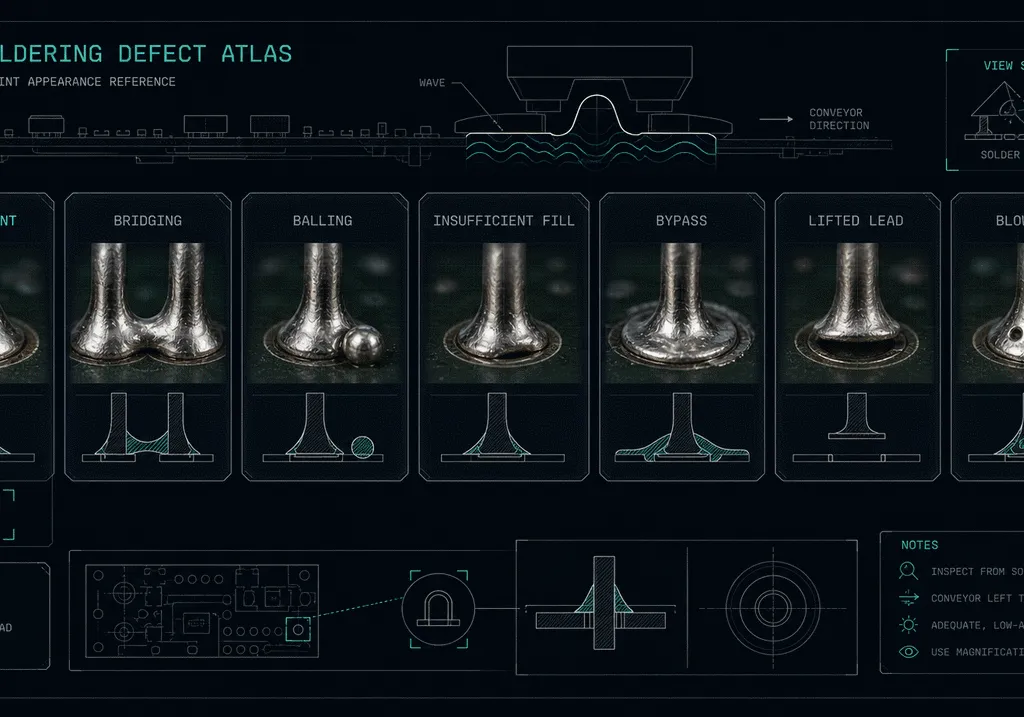 LDERING DEFECT ATLAS
INT APPEARANCE REFERENCE
WAVE
CONVEYOR
DIRECTION
VIEW S
SOLDER
NT
BRIDGING
BALLING
INSUFFICIENT FILL
BYPASS
LIFTED LEAD
BLOW
AD
NOTES
INSPECT FROM SO
CONVEYOR LEFT T
ADEQUATE, LOW-A
USE MAGNIFICATI